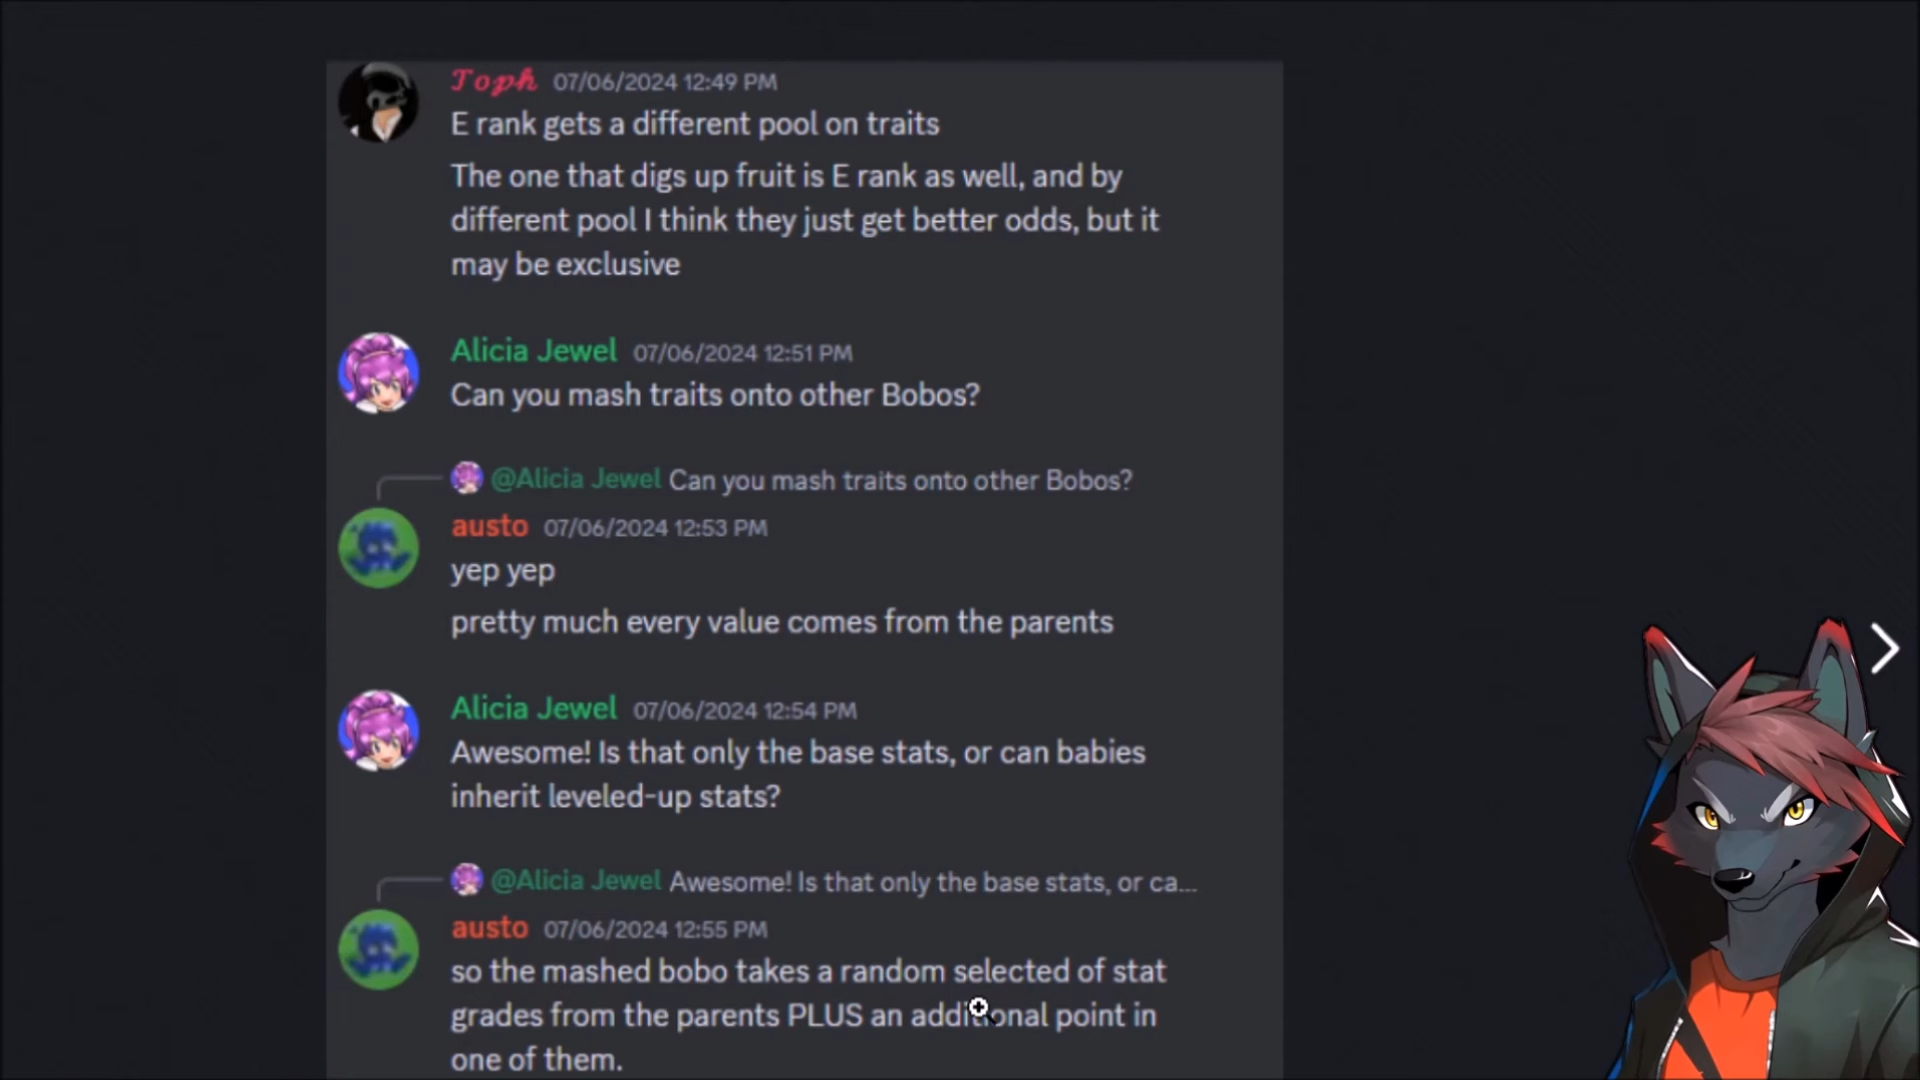 Toph 07/06/2024 12:49 PM
E rank gets a different pool on traits
The one that digs up fruit is E rank as well, and by
different pool I think they just get better odds, but it
may be exclusive
Alicia Jewel 07/06/2024 12:51 PM
Can you mash traits onto other Bobos?
@Alicia Jewel Can you mash traits onto other Bobos?
austo 07/06/2024 12:53 PM
yep yep
pretty much every value comes from the parents
Alicia Jewel 07/06/2024 12:54 PM
Awesome! Is that only the base stats, or can babies
inherit leveled-up stats?
@Alicia Jewel Awesome! Is that only the base stats, or ca...
austo 07/06/2024 12:55 PM
so the mashed bobo takes a random selected of stat
grades from the parents PLUS an additional point in
one of them.